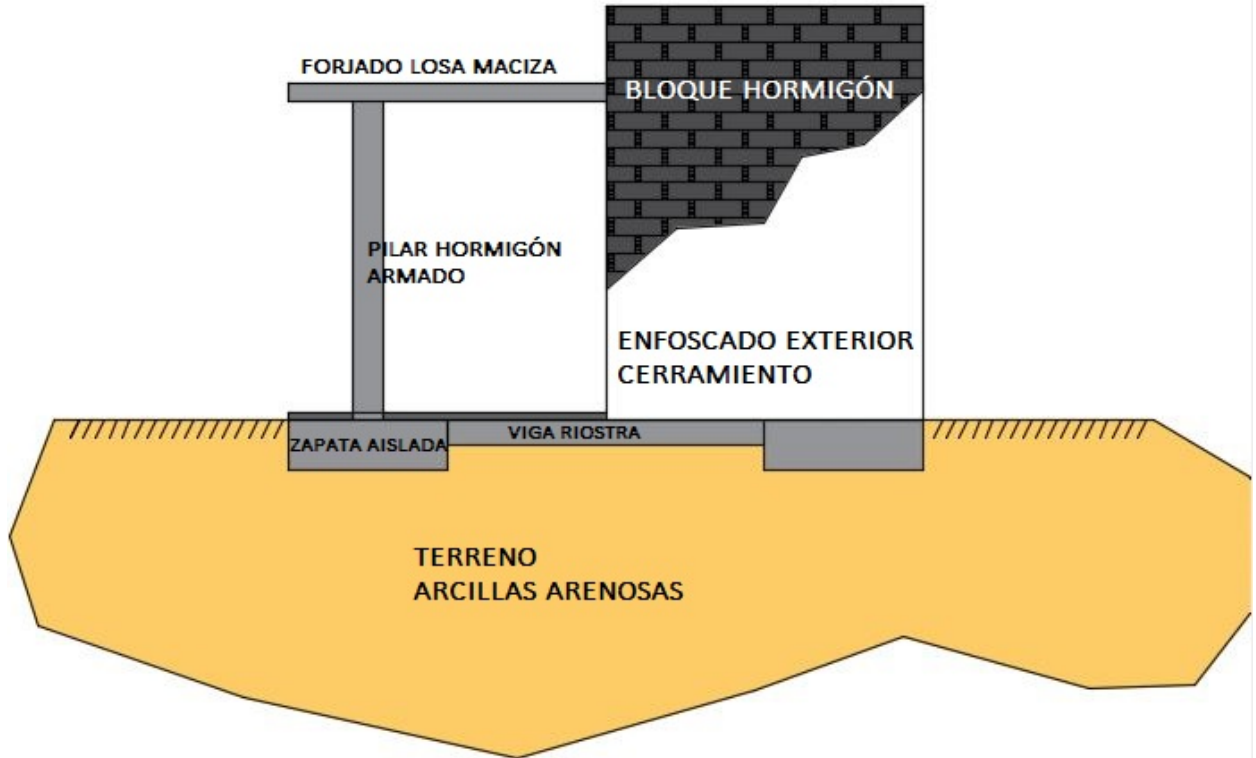 FORJADO LOSA MACIZA
BLOQUE HORMIGÓN
PILAR HORMIGÓN
ARMADO
ENFOSCADO EXTERIOR
CERRAMIENTO
ZAPATA AISLADA
VIGA RIOSTRA
TERRENO
ARCILLAS ARENOSAS